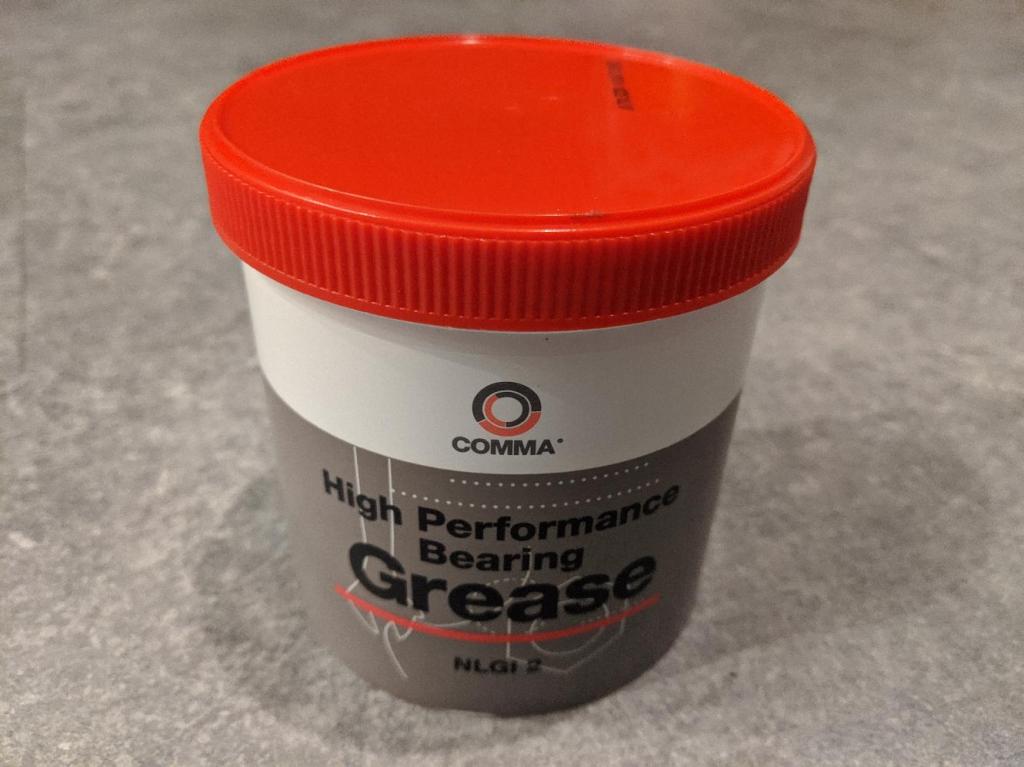 COMMA
High Performance
Bearing
Grease
NLGI 2